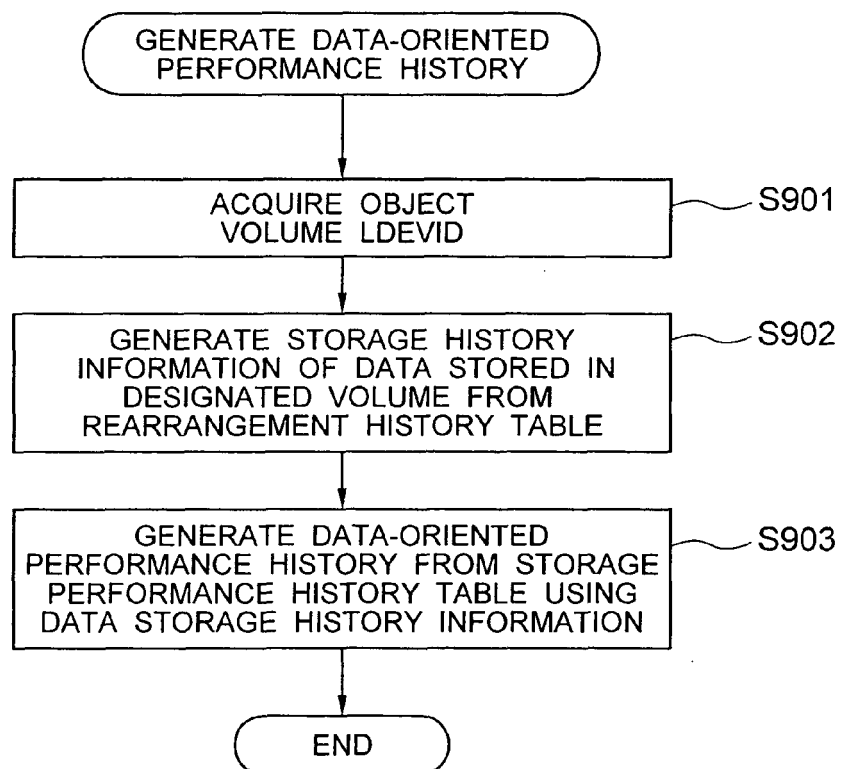 GENERATE DATA-ORIENTED
PERFORMANCE HISTORY
ACQUIRE OBJECT
VOLUME LDEVID
S901
GENERATE STORAGE HISTORY
INFORMATION OF DATA STORED IN
DESIGNATED VOLUME FROM
REARRANGEMENT HISTORY TABLE
S902
GENERATE DATA-ORIENTED
PERFORMANCE HISTORY FROM STORAGE
PERFORMANCE HISTORY TABLE USING
DATA STORAGE HISTORY INFORMATION
S903
END